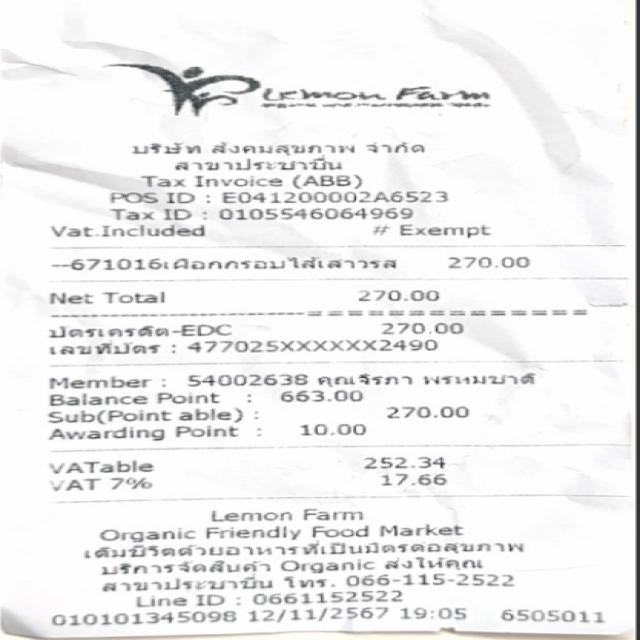 Lemon Farm
บริษัท สังคมสุขภาพ จำกัด
สาขาประชาชื่น
Tax Invoice (ABB)
POS ID : E041200002A6523
Tax ID : 0105546064969
Vat.Included # Exempt
--671016เผือกกรอบไส้เสาวรส 270.00
Net Total 270.00
บัตรเครดิต-EDC 270.00
เลขที่บัตร : 477025XXXXXX2490
Member : 54002638 คุณจีรภา พรหมชาติ
Balance Point : 663.00
Sub(Point able) : 270.00
Awarding Point : 10.00
VATable 252.34
VAT 7% 17.66
Lemon Farm
Organic Friendly Food Market
เติมชีวิตด้วยอาหารที่เป็นมิตรต่อสุขภาพ
บริการจัดสินค้า Organic ส่งให้คุณ
สาขาประชาชื่น โทร. 066-115-2522
Line ID : 0661152522
010101345098 12/11/2567 19:05 6505011